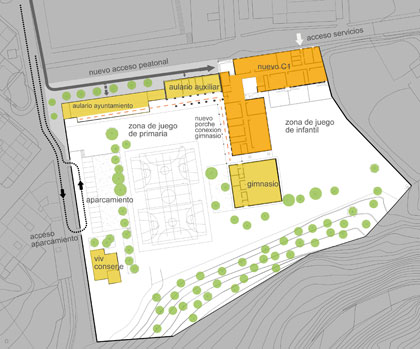 acceso servicios
nuevo acceso peatonal
nuevo C1
aulario auxiliar
aulario ayuntamiento
zona de juego
de primaria
nuevo
porche
conexion
gimnasio
zona de juego
de infantil
gimnasio
aparcamiento
acceso
aparcamiento
viv
conserje